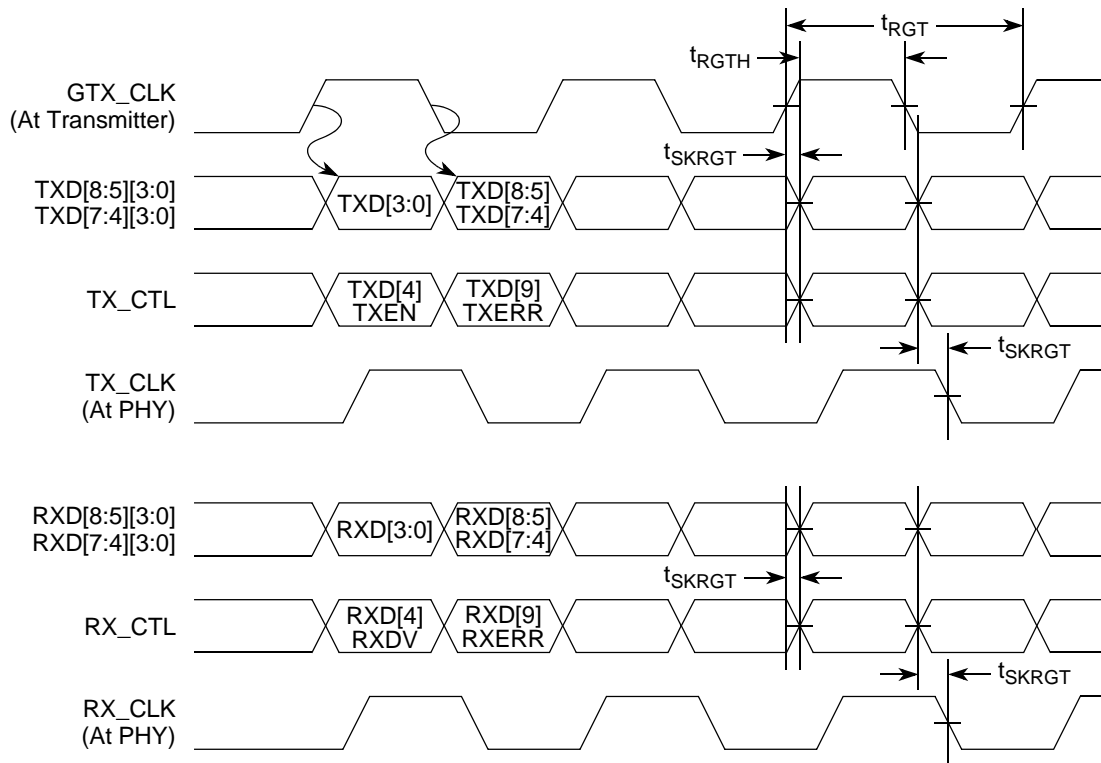 tRGT
tRGTH
GTX_CLK
(At Transmitter)
tSKRGT
TXD[8:5][3:0]
TXD[7:4][3:0]
TXD[3:0]
TXD[8:5]
TXD[7:4]
TX_CTL
TXD[4]
TXEN
TXD[9]
TXERR
tSKRGT
TX_CLK
(At PHY)
RXD[8:5][3:0]
RXD[7:4][3:0]
RXD[3:0]
RXD[8:5]
RXD[7:4]
tSKRGT
RX_CTL
RXD[4]
RXDV
RXD[9]
RXERR
tSKRGT
RX_CLK
(At PHY)